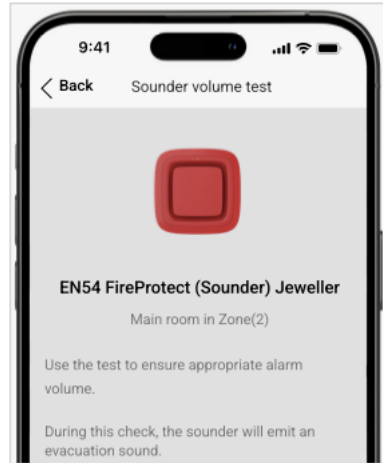 9:41
Back Sounder volume test
EN54 FireProtect (Sounder) Jeweller
Main room in Zone(2)
Use the test to ensure appropriate alarm
volume.
During this check, the sounder will emit an
evacuation sound.